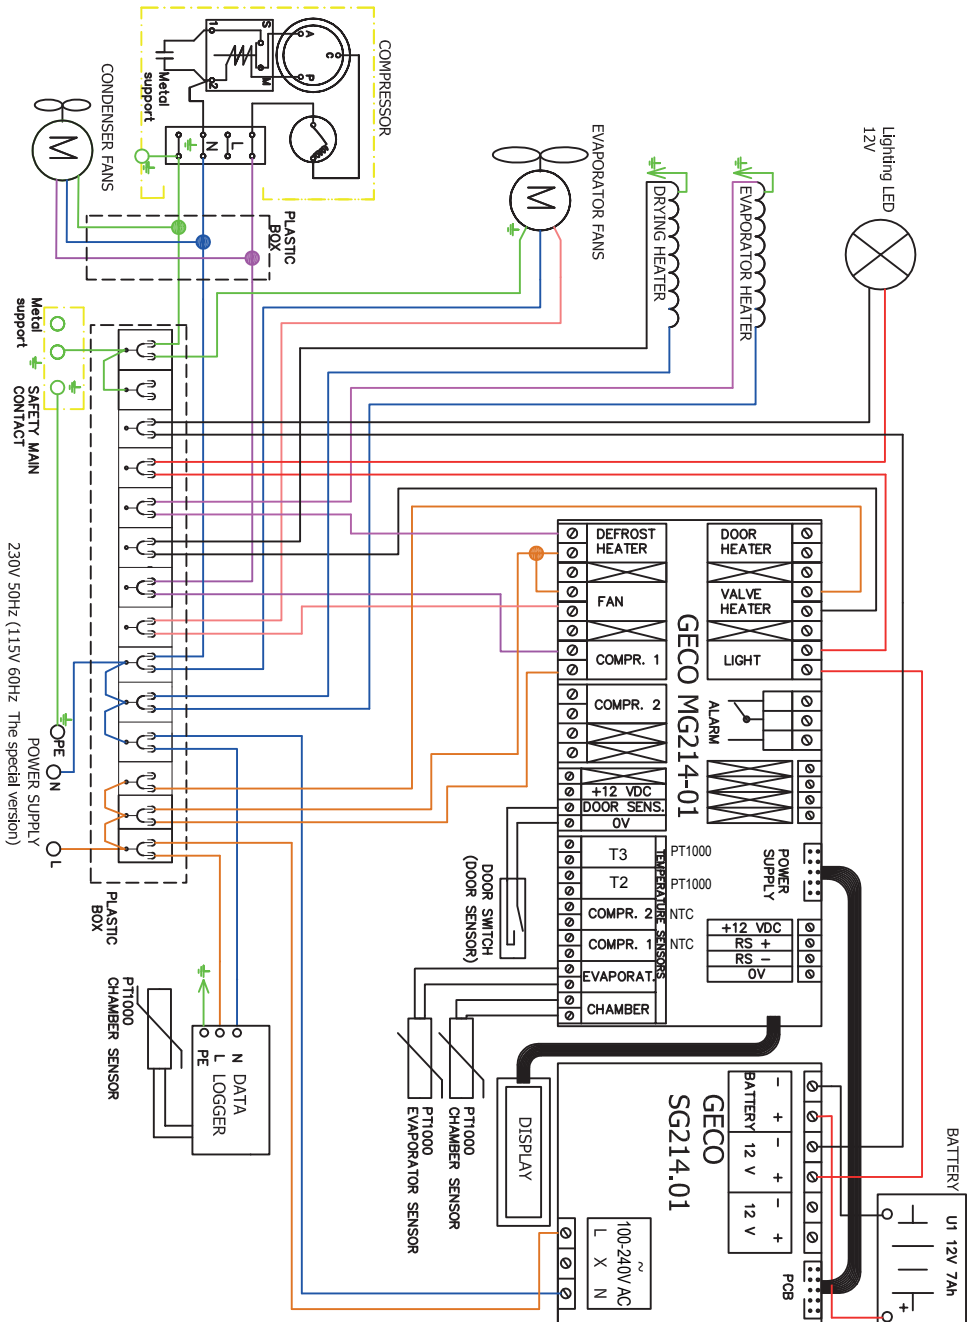 COMPRESSOR
A
C
P
S
M
1
2
Metal
support
L
N
CONDENSER FANS
M
PLASTIC
BOX
EVAPORATOR FANS
M
DRYING HEATER
EVAPORATOR HEATER
Lighting LED
12V
Metal
support
SAFETY MAIN
CONTACT
230V 50Hz (115V 60Hz The special version)
POWER SUPPLY
PE
N
L
PLASTIC
BOX
GECO MG214-01
DEFROST
HEATER
FAN
COMPR. 1
COMPR. 2
+12 VDC
DOOR SENS.
0V
T3
T2
COMPR. 2
COMPR. 1
EVAPORAT.
CHAMBER
TEMPERATURE SENSORS
PT1000
PT1000
NTC
NTC
DOOR
HEATER
VALVE
HEATER
LIGHT
ALARM
POWER
SUPPLY
+12 VDC
RS +
RS -
0V
DOOR SWITCH
(DOOR SENSOR)
PT1000
CHAMBER SENSOR
PE
L
N
DATA
LOGGER
PT1000
EVAPORATOR SENSOR
PT1000
CHAMBER SENSOR
DISPLAY
GECO
SG214.01
BATTERY
- +
12 V
- +
12 V
- +
100-240V AC
~
L X N
PCB
BATTERY
U1 12V 7Ah
+